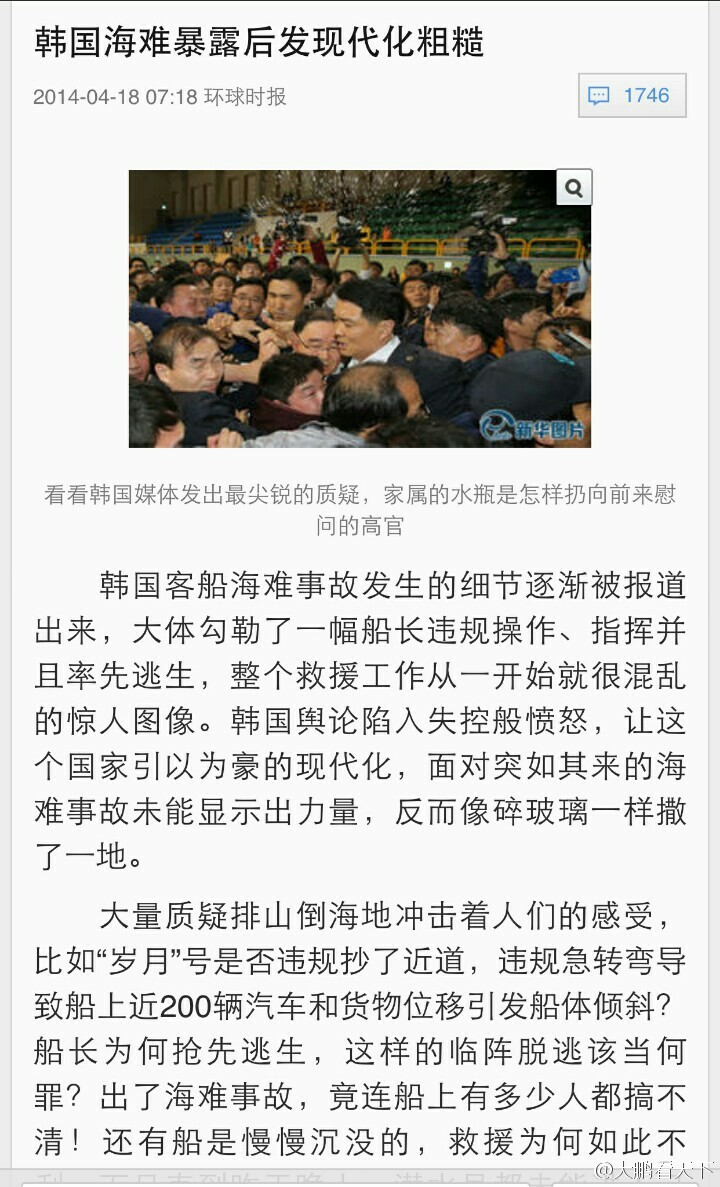 韩国海难暴露后发现代化粗糙
2014-04-18 07:18 环球时报
1746
新华图片
看看韩国媒体发出最尖锐的质疑，家属的水瓶是怎样扔向前来慰
问的高官
韩国客船海难事故发生的细节逐渐被报道
出来，大体勾勒了一幅船长违规操作、指挥并
且率先逃生，整个救援工作从一开始就很混乱
的惊人图像。韩国舆论陷入失控般愤怒，让这
个国家引以为豪的现代化，面对突如其来的海
难事故未能显示出力量，反而像碎玻璃一样撒
了一地。
大量质疑排山倒海地冲击着人们的感受，
比如“岁月”号是否违规抄了近道，违规急转弯导
致船上近200辆汽车和货物位移引发船体倾斜？
船长为何抢先逃生，这样的临阵脱逃该当何
罪？出了海难事故，竟连船上有多少人都搞不
清！还有船是慢慢沉没的，救援为何如此不
@大鹏看天下